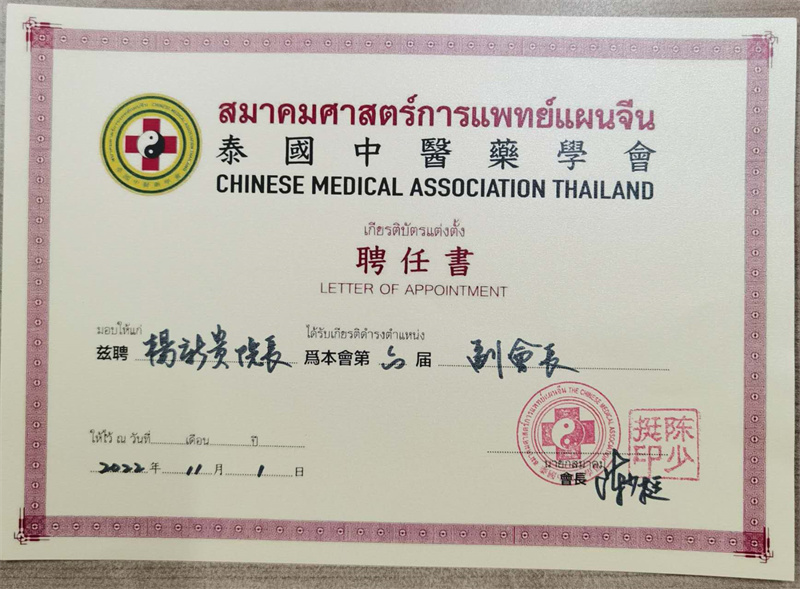 สมาคมศาสตร์การแพทย์แผนจีน
泰國中醫藥學會
CHINESE MEDICAL ASSOCIATION THAILAND
เกียรติบัตรแต่งตั้ง
聘任書
LETTER OF APPOINTMENT
มอบให้แก่ ได้รับเกียรติดำรงตำแหน่ง
兹聘 楊新貴院長 爲本會第 六 届 副會長
ให้ไว้ ณ วันที่ เดือน ปี
2022 年 11 月 1 日
นายกสมาคม
會長
陈少挺印